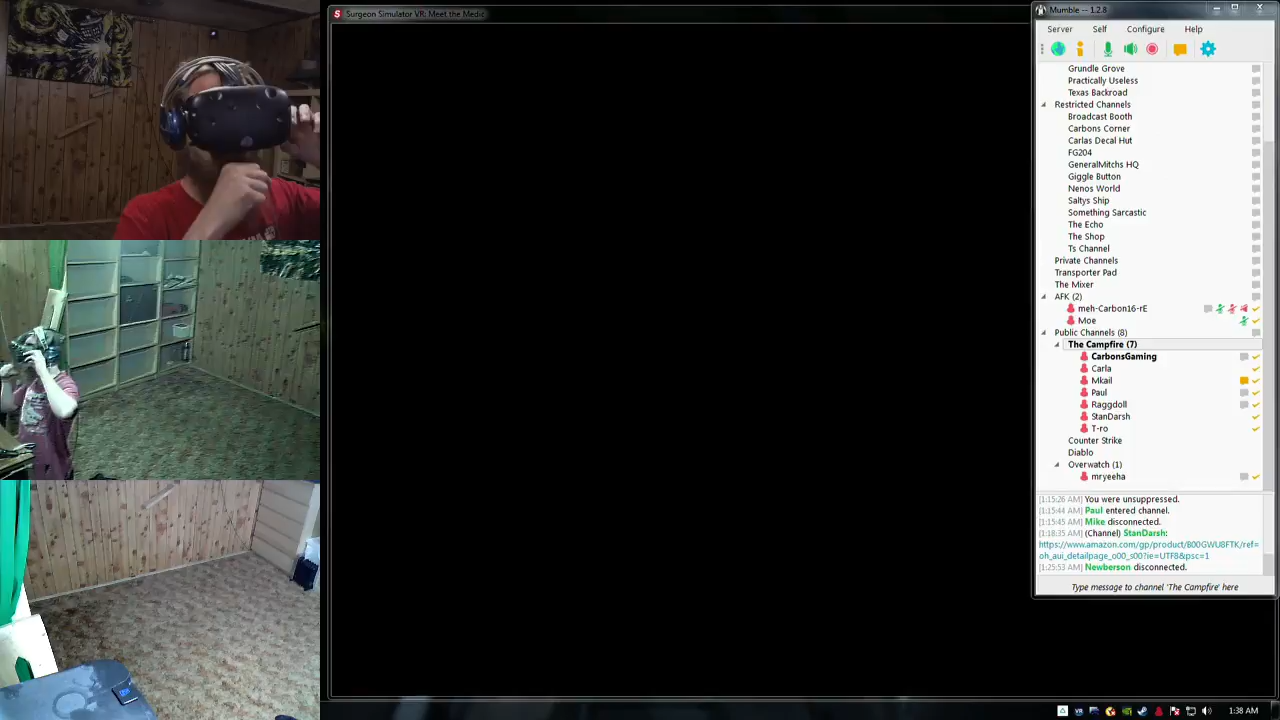 Surgeon Simulator VR: Meet the Medic
Mumble -- 1.2.8
Server Self Configure Help
Grundle Grove
Practically Useless
Texas Backroad
Restricted Channels
Broadcast Booth
Carbons Corner
Carlas Decal Hut
FG204
GeneralMitchs HQ
Giggle Button
Nenos World
Saltys Ship
Something Sarcastic
The Echo
The Shop
Ts Channel
Private Channels
Transporter Pad
The Mixer
AFK (2)
meh-Carbon16-rE
Moe
Public Channels (8)
The Campfire (7)
CarbonsGaming
Carla
Mkail
Paul
Raggdoll
StanDarsh
T-ro
Counter Strike
Diablo
Overwatch (1)
mryeeha
[1:15:26 AM] You were unsuppressed.
[1:15:44 AM] Paul entered channel.
[1:15:45 AM] Mike disconnected.
[1:18:35 AM] (Channel) StanDarsh:
https://www.amazon.com/gp/product/B00GWU8FTK/ref=
oh_aui_detailpage_o00_s00?ie=UTF8&psc=1
[1:25:53 AM] Newberson disconnected.
Type message to channel 'The Campfire' here
1:38 AM